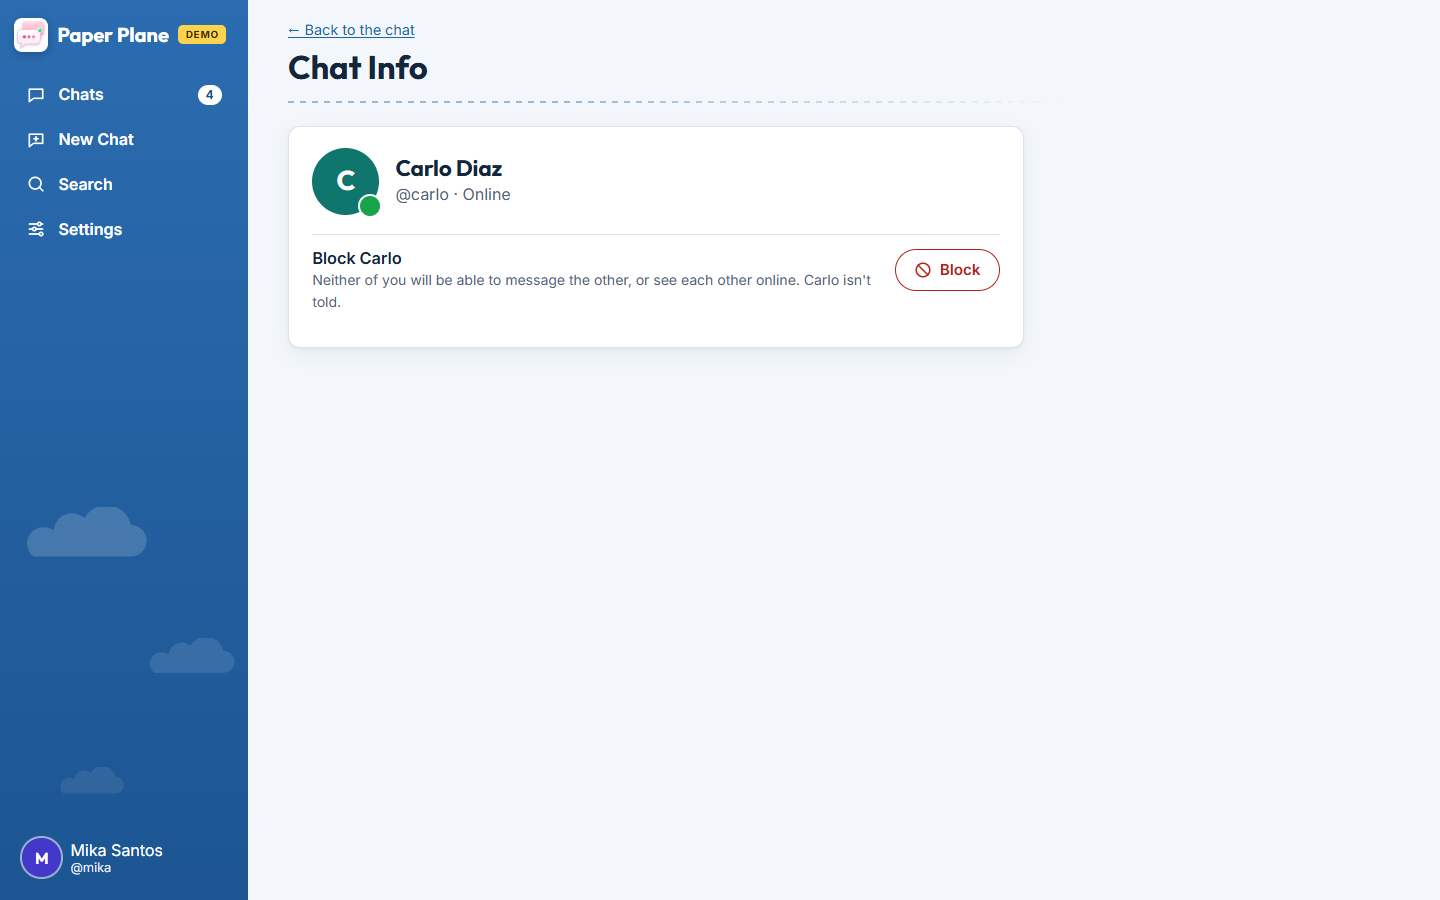 Paper Plane DEMO
Chats 4
New Chat
Search
Settings
Mika Santos
@mika
← Back to the chat
Chat Info
C
Carlo Diaz
@carlo · Online
Block Carlo
Neither of you will be able to message the other, or see each other online. Carlo isn't
told.
Block
M